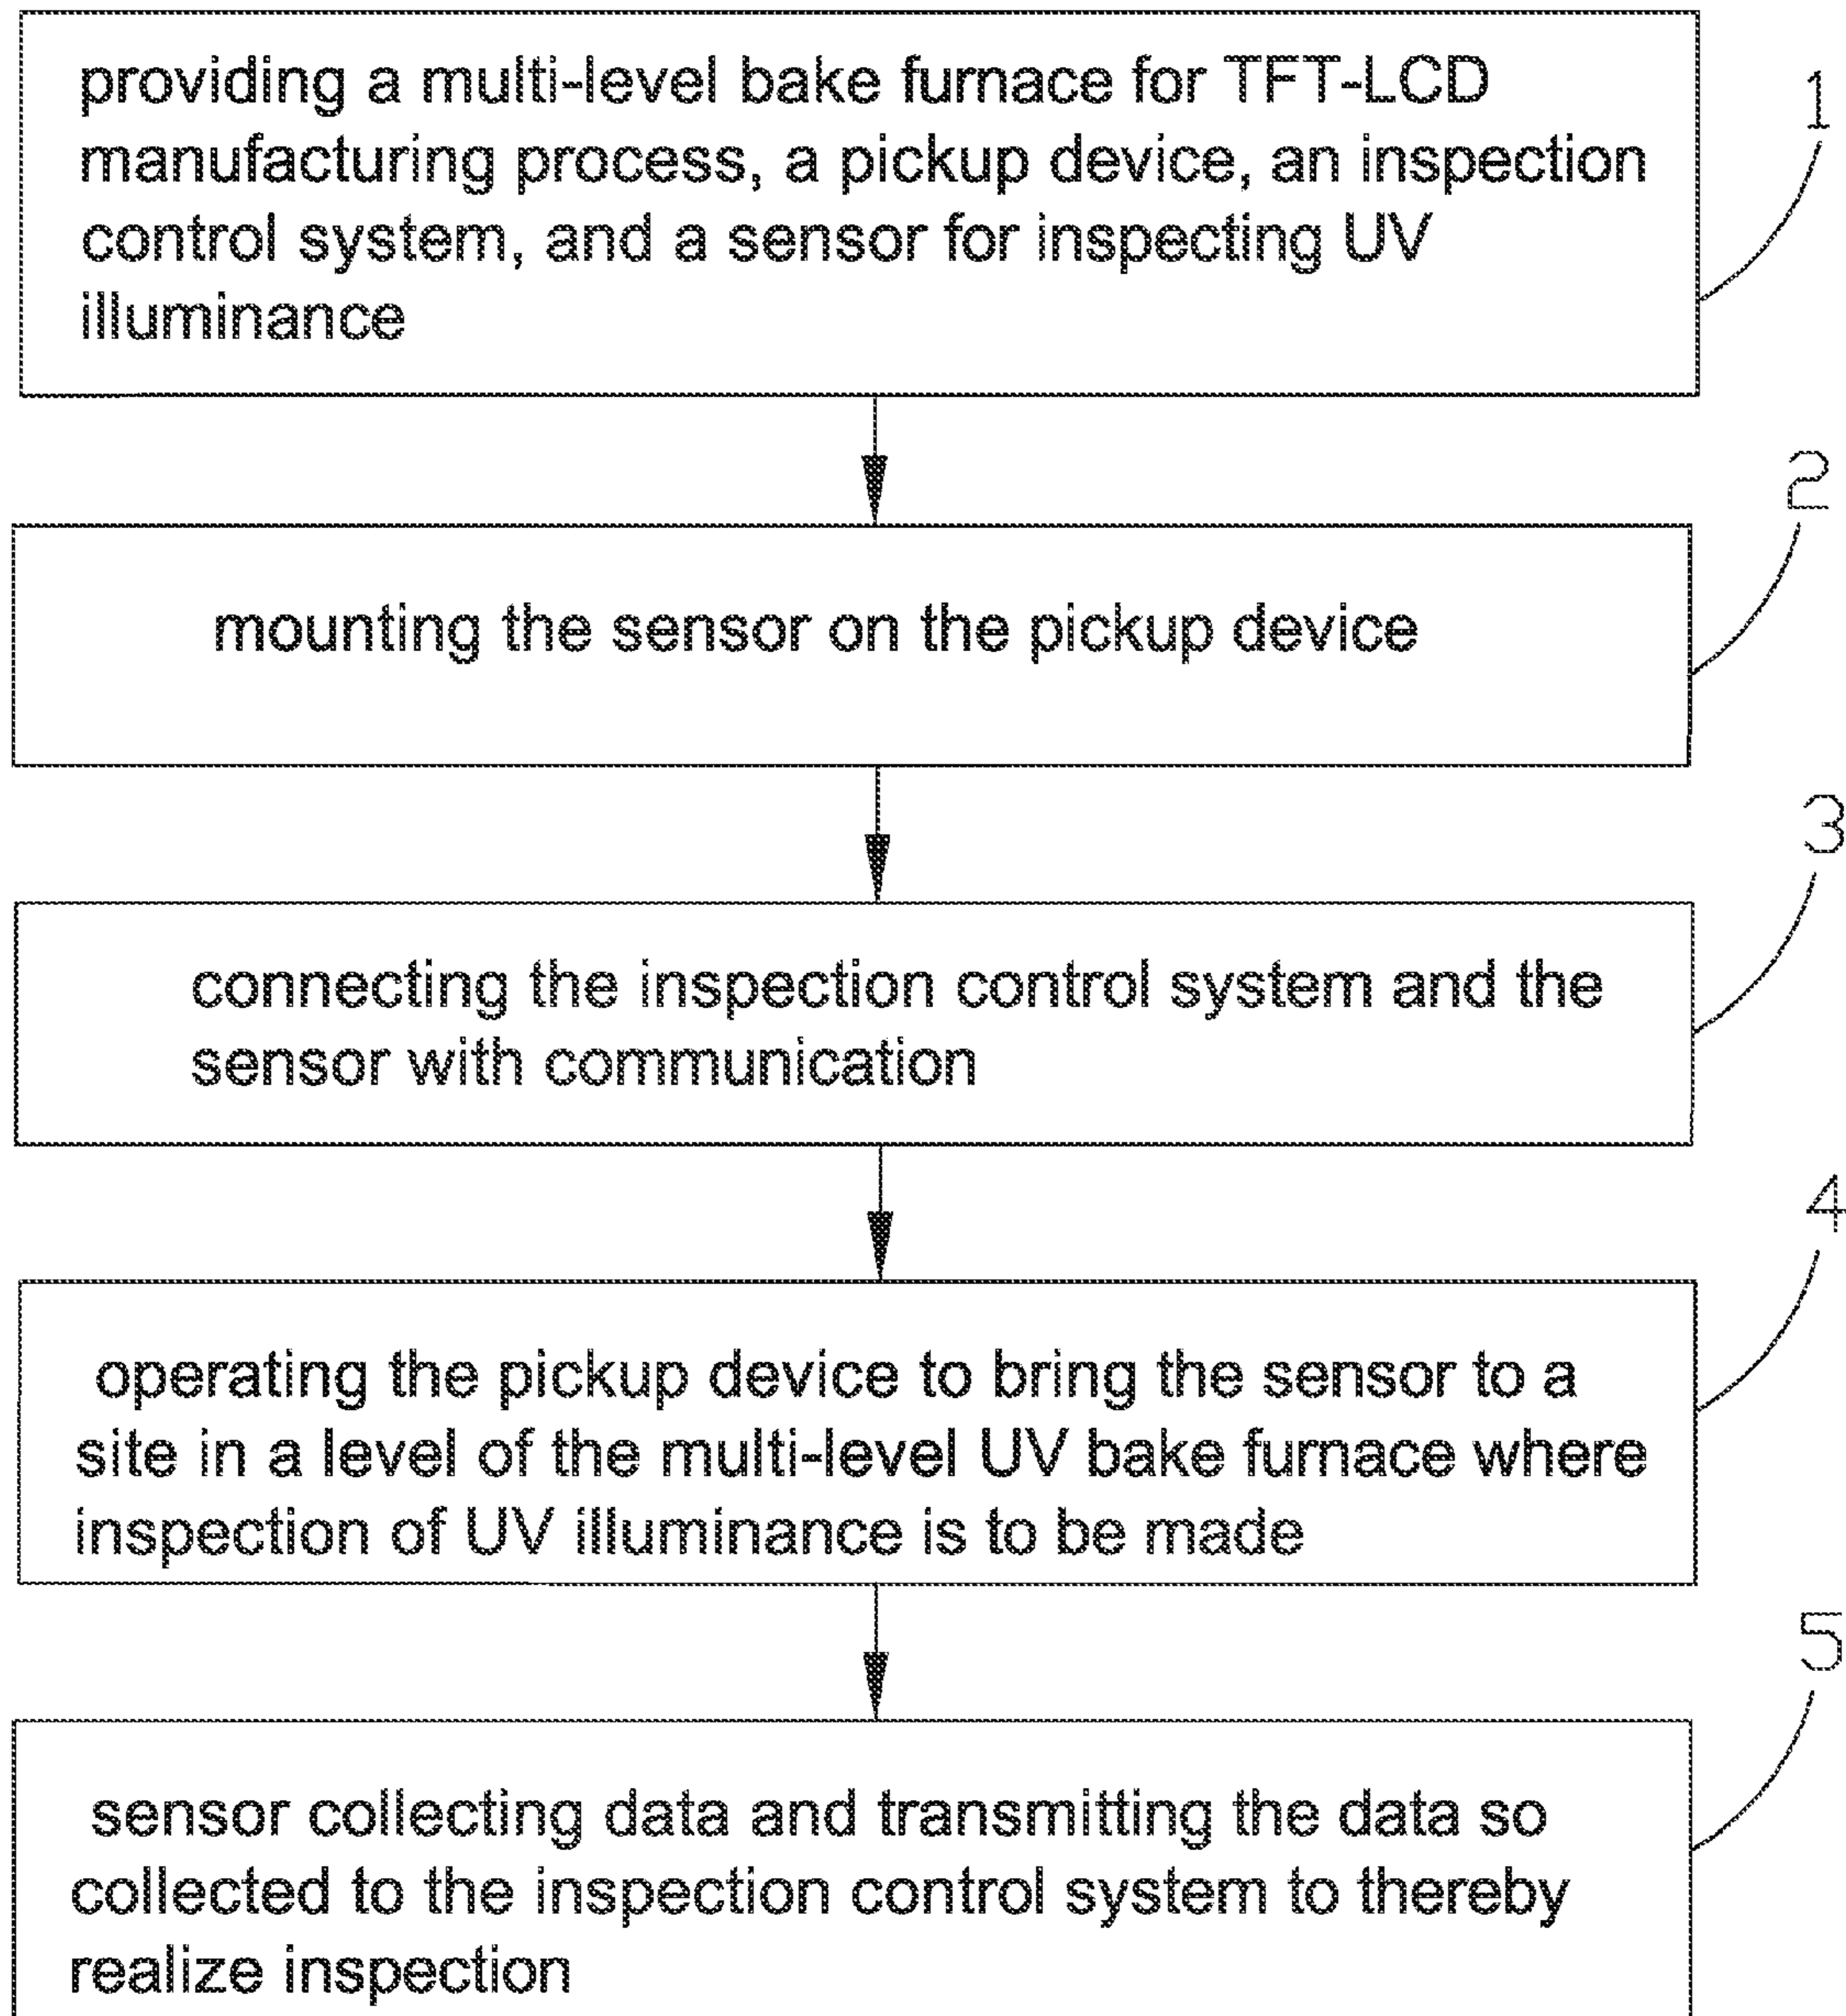 providing a multi-level bake furnace for TFT-LCD
manufacturing process, a pickup device, an inspection
control system, and a sensor for inspecting UV
illuminance
1
mounting the sensor on the pickup device
2
connecting the inspection control system and the
sensor with communication
3
operating the pickup device to bring the sensor to a
site in a level of the multi-level UV bake furnace where
inspection of UV illuminance is to be made
4
sensor collecting data and transmitting the data so
collected to the inspection control system to thereby
realize inspection
5